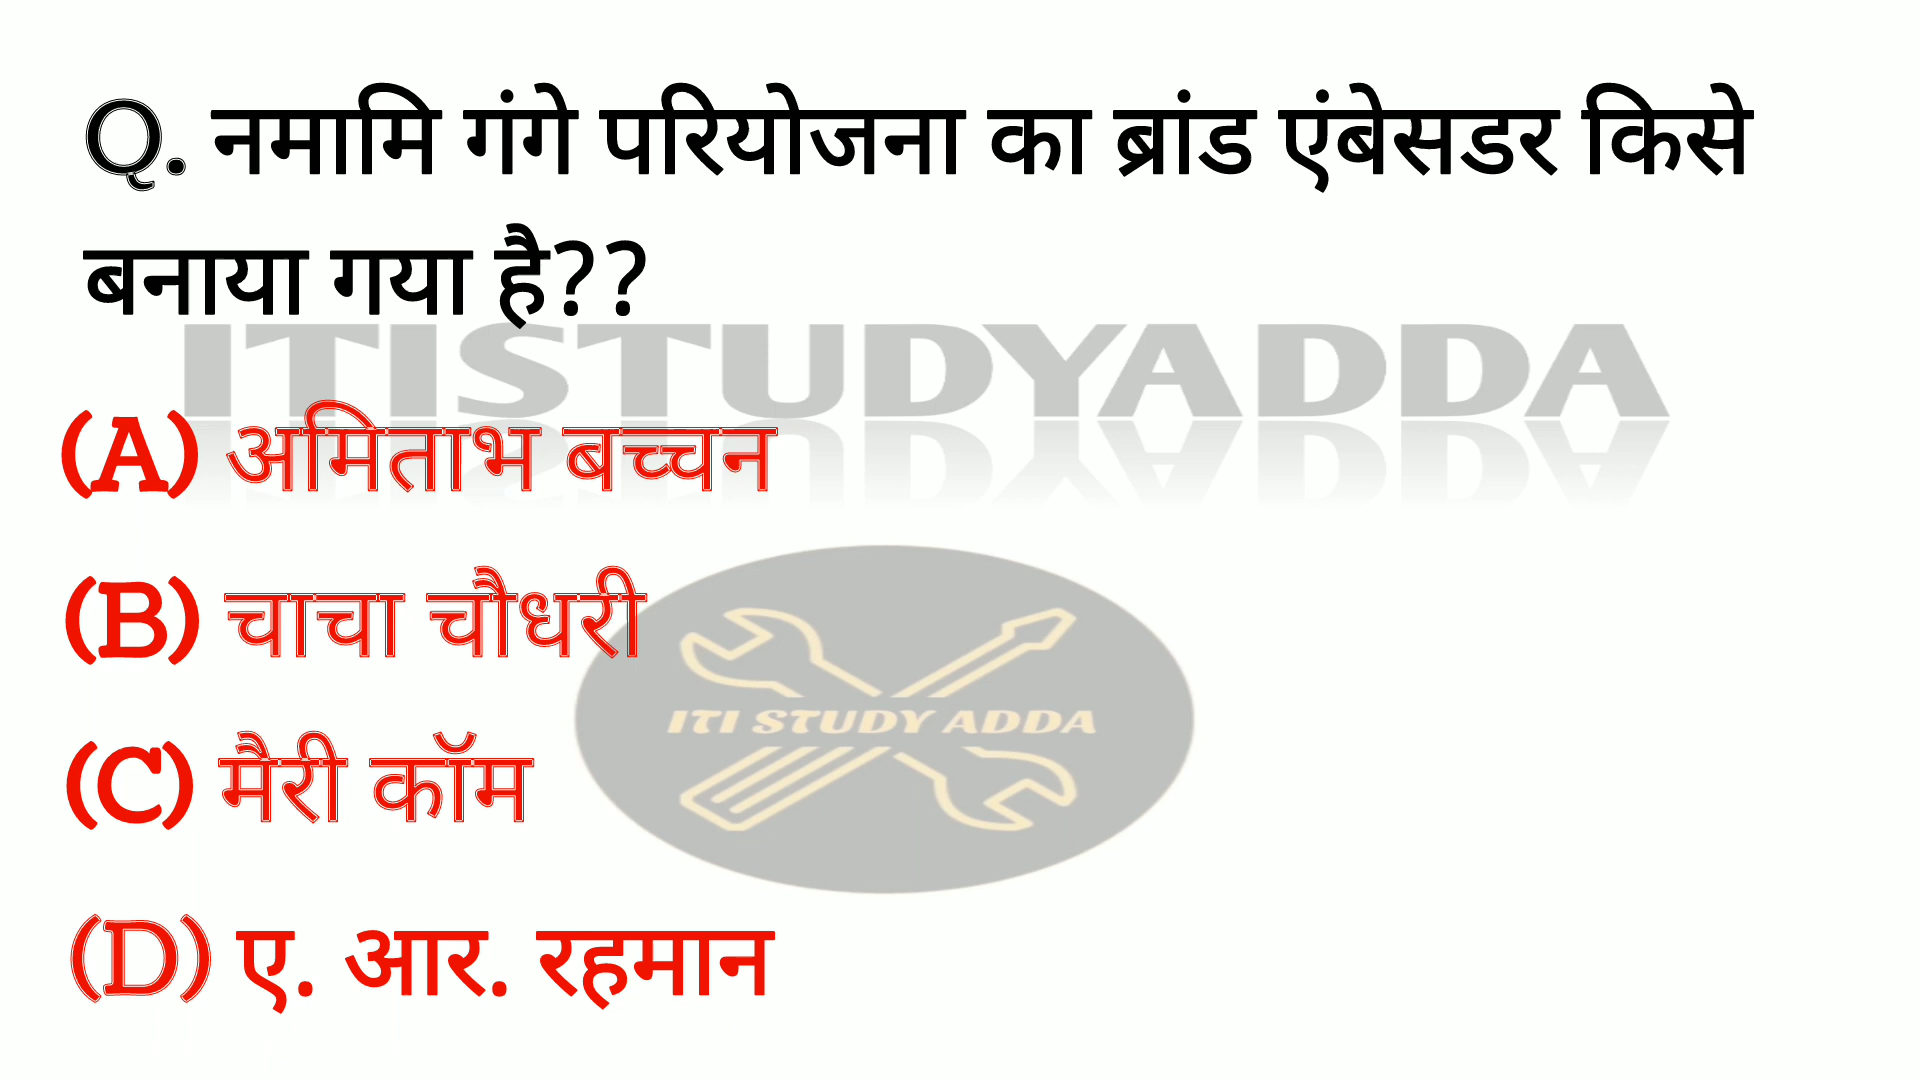 Q. नमामि गंगे परियोजना का ब्रांड एंबेसडर किसे
बनाया गया है??
ITISTUDYADDA
(A) अमिताभ बच्चन
(B) चाचा चौधरी
ITI STUDY ADDA
(C) मैरी कॉम
(D) ए. आर. रहमान